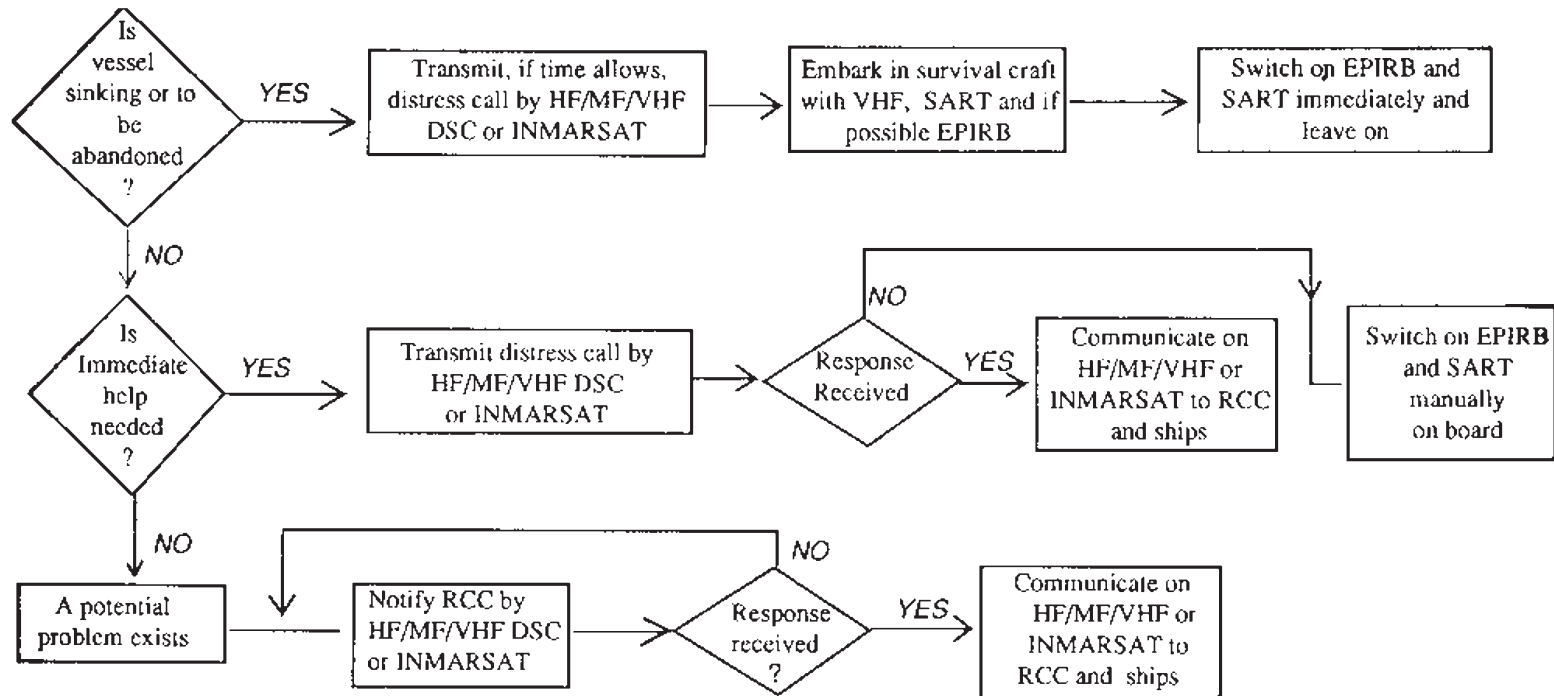 Is
vessel
sinking or to
be
abandoned
?
YES
Transmit, if time allows,
distress call by HF/MF/VHF
DSC or INMARSAT
Embark in survival craft
with VHF, SART and if
possible EPIRB
Switch on EPIRB and
SART immediately and
leave on
NO
Is
Immediate
help
needed
?
YES
Transmit distress call by
HF/MF/VHF DSC
or INMARSAT
Response
Received
NO
YES
Communicate on
HF/MF/VHF or
INMARSAT to RCC
and ships
Switch on EPIRB
and SART
manually
on board
NO
A potential
problem exists
Notify RCC by
HF/MF/VHF DSC
or INMARSAT
Response
received
?
NO
YES
Communicate on
HF/MF/VHF or
INMARSAT to
RCC and ships